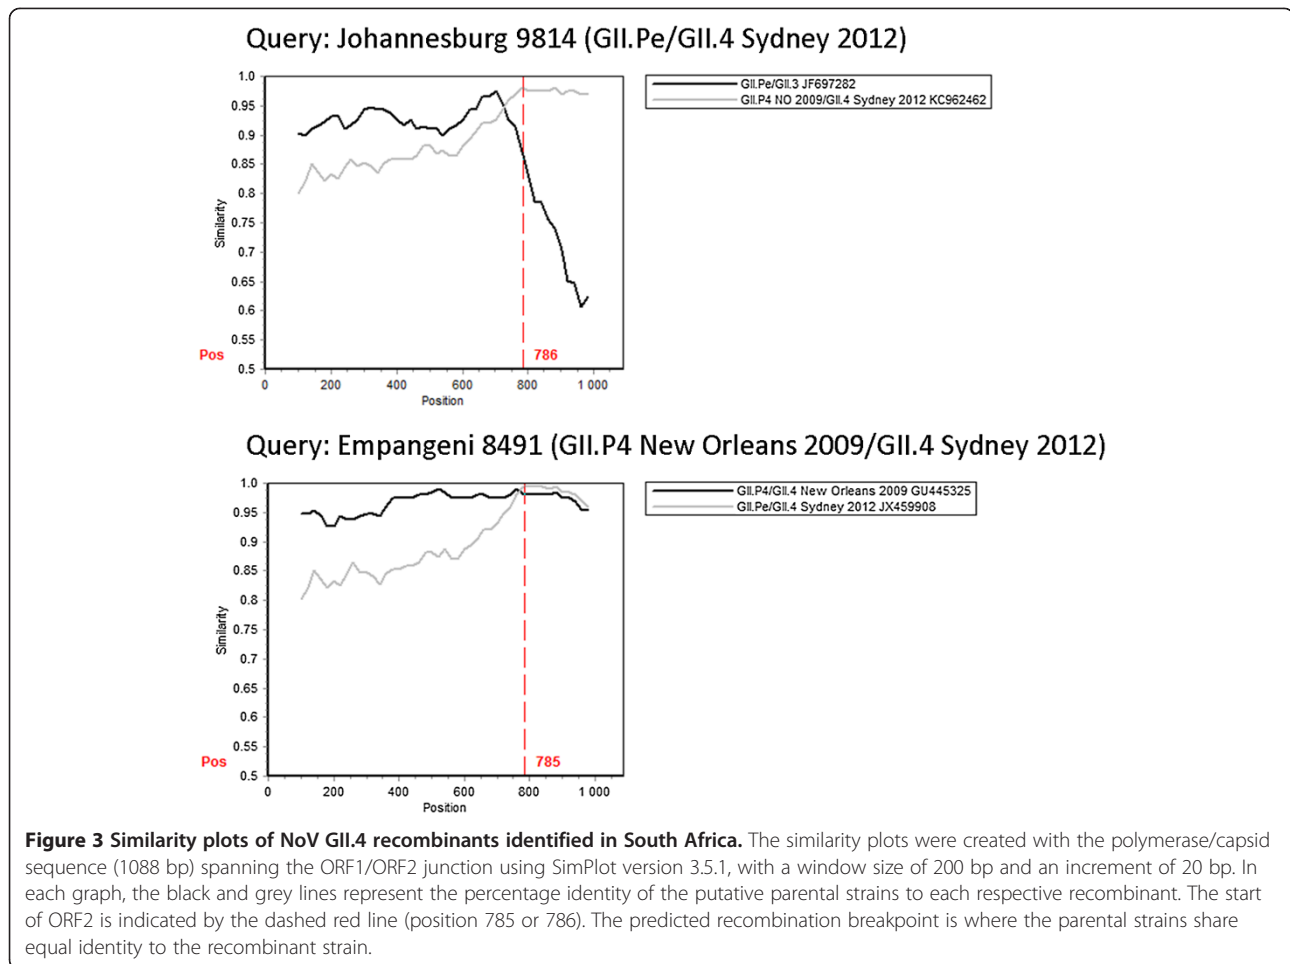 Query: Johannesburg 9814 (GII.Pe/GII.4 Sydney 2012)
GII.Pe/GII.3 JF697282
GII.P4 NO 2009/GII.4 Sydney 2012 KC962462
1.0
0.95
0.9
0.85
0.8
0.75
0.7
0.65
0.6
0.55
0.5
Similarity
Pos
786
0 200 400 600 800 1 000
Position
Query: Empangeni 8491 (GII.P4 New Orleans 2009/GII.4 Sydney 2012)
GII.P4/GII.4 New Orleans 2009 GU445325
GII.Pe/GII.4 Sydney 2012 JX459908
1.0
0.95
0.9
0.85
0.8
0.75
0.7
0.65
0.6
0.55
0.5
Similarity
Pos
785
0 200 400 600 800 1 000
Position
Figure 3 Similarity plots of NoV GII.4 recombinants identified in South Africa. The similarity plots were created with the polymerase/capsid
sequence (1088 bp) spanning the ORF1/ORF2 junction using SimPlot version 3.5.1, with a window size of 200 bp and an increment of 20 bp. In
each graph, the black and grey lines represent the percentage identity of the putative parental strains to each respective recombinant. The start
of ORF2 is indicated by the dashed red line (position 785 or 786). The predicted recombination breakpoint is where the parental strains share
equal identity to the recombinant strain.